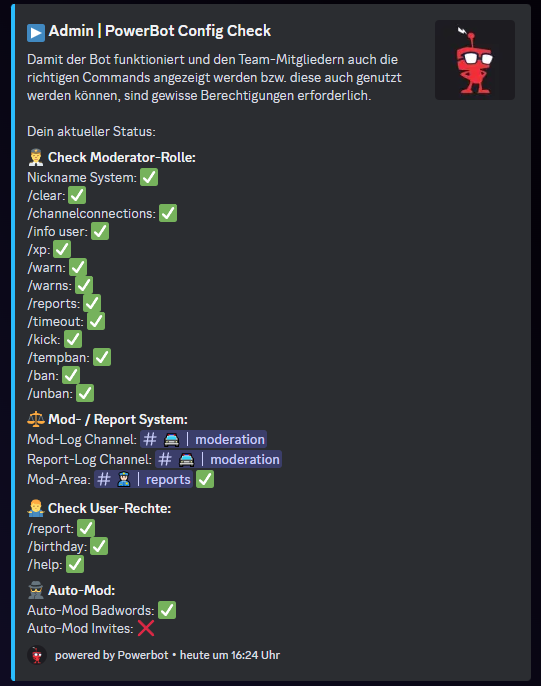 Admin | PowerBot Config Check
Damit der Bot funktioniert und den Team-Mitgliedern auch die
richtigen Commands angezeigt werden bzw. diese auch genutzt
werden können, sind gewisse Berechtigungen erforderlich.
Dein aktueller Status:
Check Moderator-Rolle:
Nickname System: ✅
/clear: ✅
/channelconnections: ✅
/info user: ✅
/xp: ✅
/warn: ✅
/warns: ✅
/reports: ✅
/timeout: ✅
/kick: ✅
/tempban: ✅
/ban: ✅
/unban: ✅
Mod- / Report System:
Mod-Log Channel: # 🚔 | moderation
Report-Log Channel: # 🚔 | moderation
Mod-Area: # 👮 | reports ✅
Check User-Rechte:
/report: ✅
/birthday: ✅
/help: ✅
Auto-Mod:
Auto-Mod Badwords: ✅
Auto-Mod Invites: ❌
powered by Powerbot • heute um 16:24 Uhr